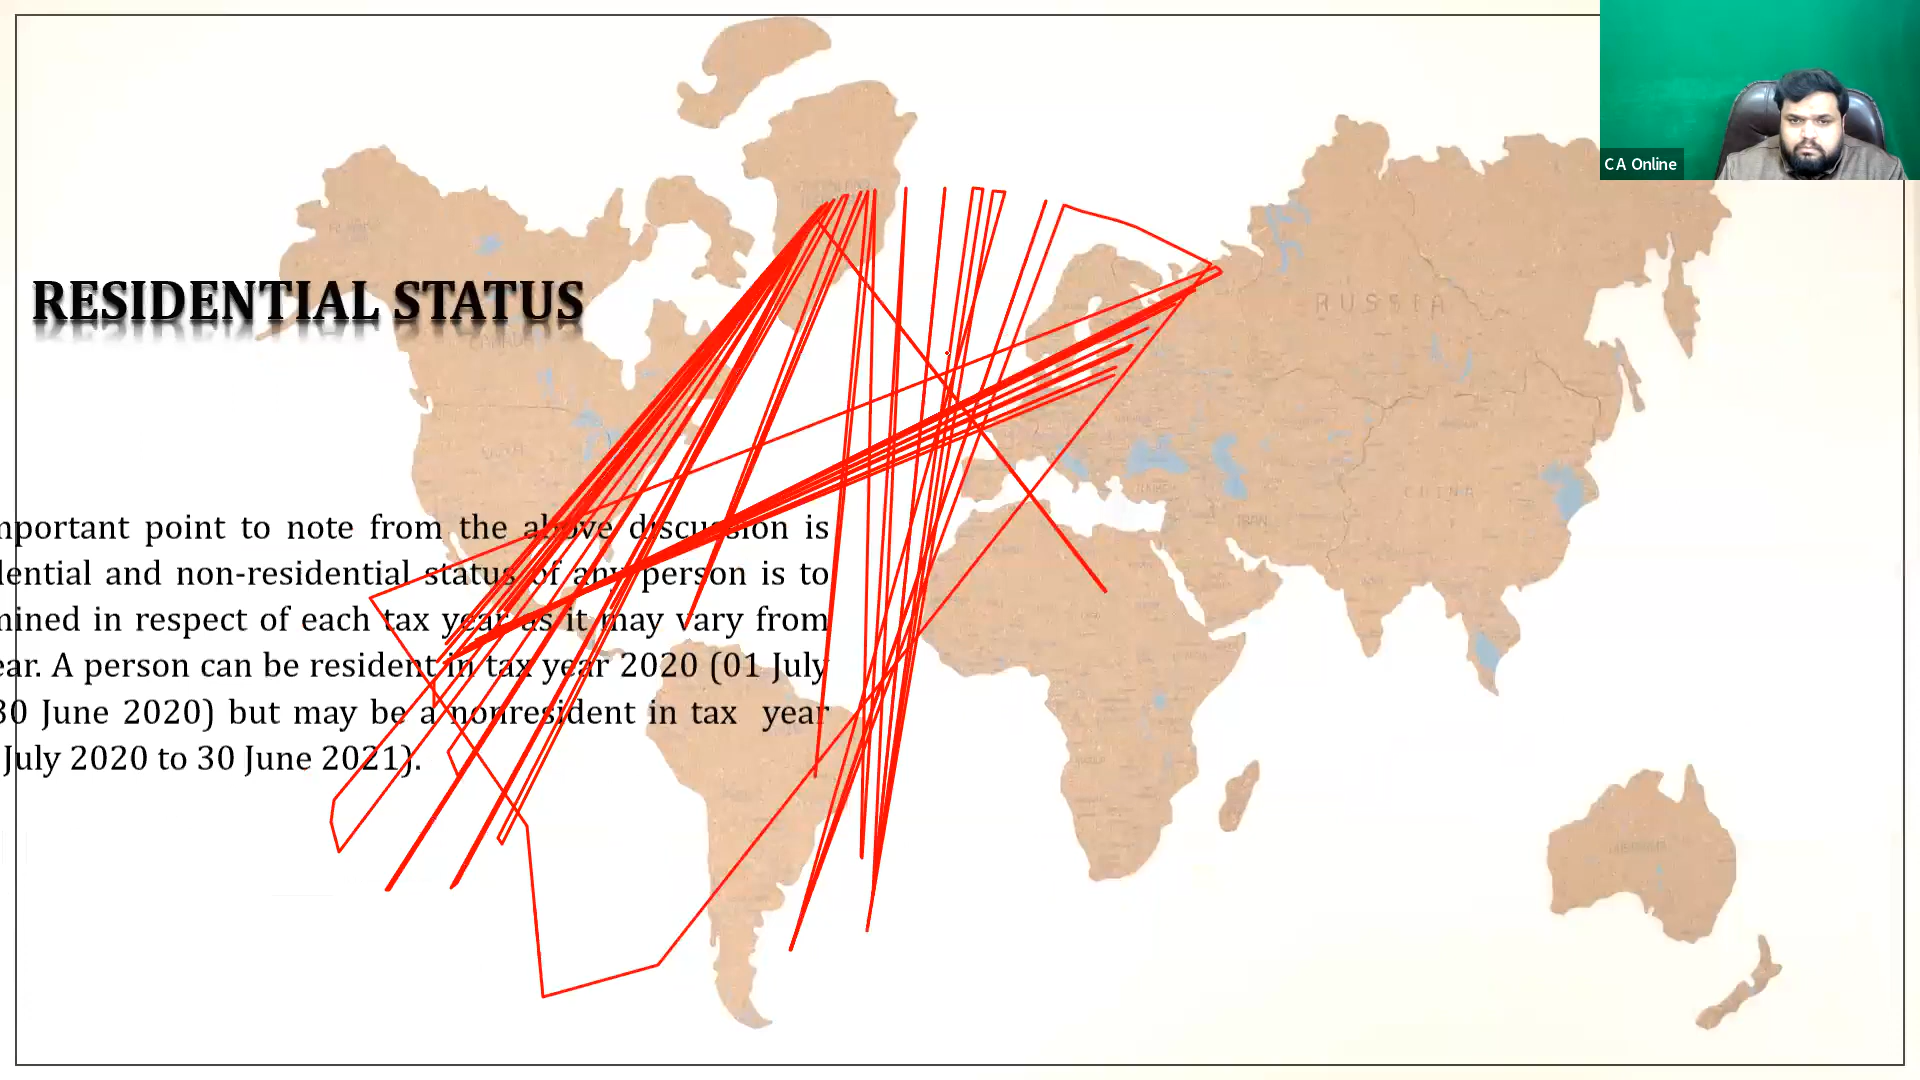 C A Online
RUSSIA
RESIDENTIAL STATUS
CHINA
IRAN
mportant point to note from the above discussion is
lential and non-residential status of any person is to
nined in respect of each tax year as it may vary from
ear. A person can be resident in tax year 2020 (01 July
30 June 2020) but may be a nonresident in tax year
July 2020 to 30 June 2021).